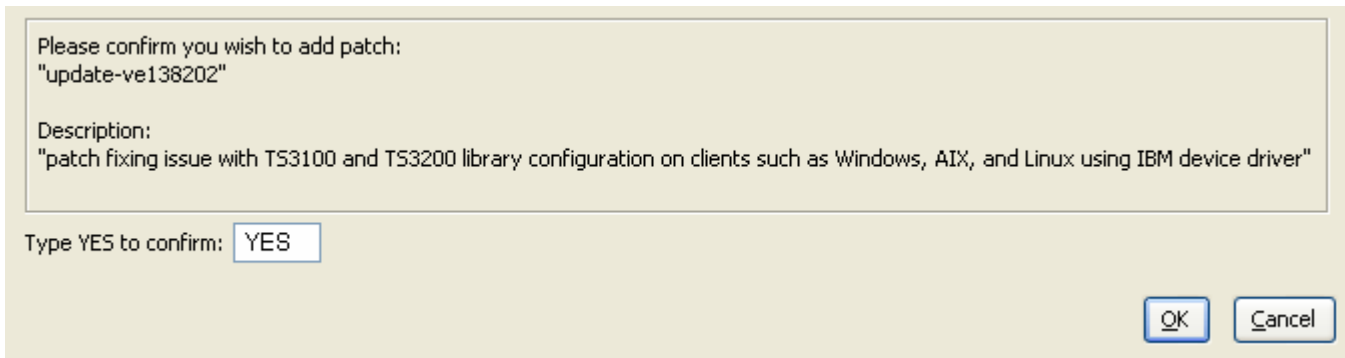 Please confirm you wish to add patch:
"update-ve138202"
Description:
"patch fixing issue with TS3100 and TS3200 library configuration on clients such as Windows, AIX, and Linux using IBM device driver"
Type YES to confirm: YES
OK Cancel